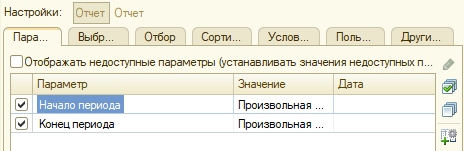 Настройки: Отчет Отчет
Пара... Выбр... Отбор Сорти... Услов... Поль... Други...
Отображать недоступные параметры (устанавливать значения недоступных п...
Параметр Значение Дата
Начало периода Произвольная ...
Конец периода Произвольная ...